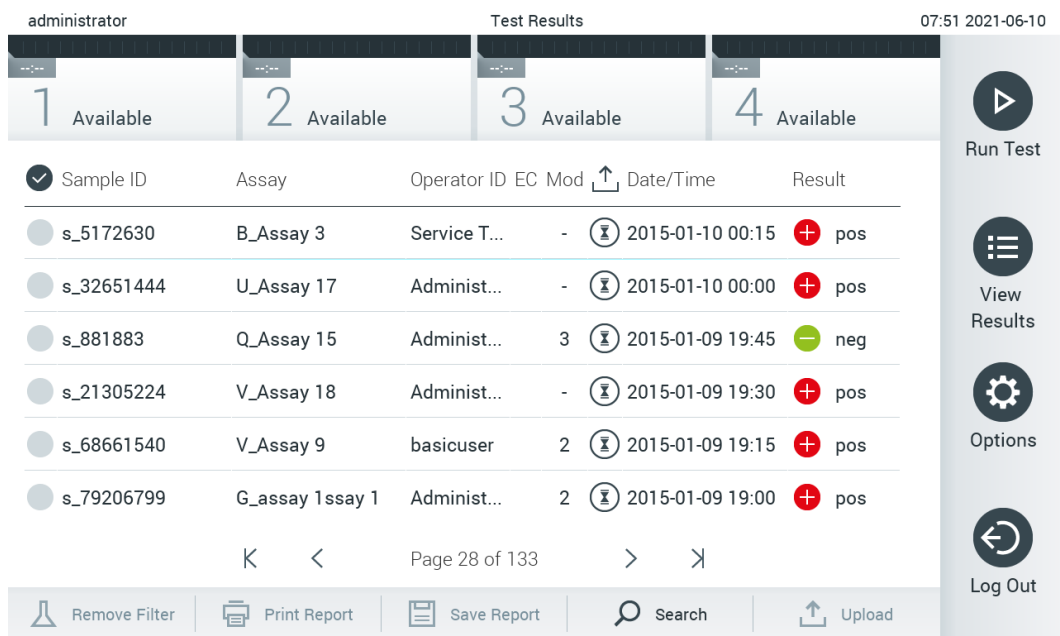 administrator Test Results 07:51 2021-06-10
--:-- --:-- --:-- --:--
1 Available 2 Available 3 Available 4 Available
Run Test
Sample ID Assay Operator ID EC Mod Date/Time Result
s_5172630 B_Assay 3 Service T... - 2015-01-10 00:15 pos
s_32651444 U_Assay 17 Administ... - 2015-01-10 00:00 pos
View
Results
s_881883 Q_Assay 15 Administ... 3 2015-01-09 19:45 neg
s_21305224 V_Assay 18 Administ... - 2015-01-09 19:30 pos
s_68661540 V_Assay 9 basicuser 2 2015-01-09 19:15 pos
Options
s_79206799 G_assay 1ssay 1 Administ... 2 2015-01-09 19:00 pos
Page 28 of 133
Log Out
Remove Filter Print Report Save Report Search Upload